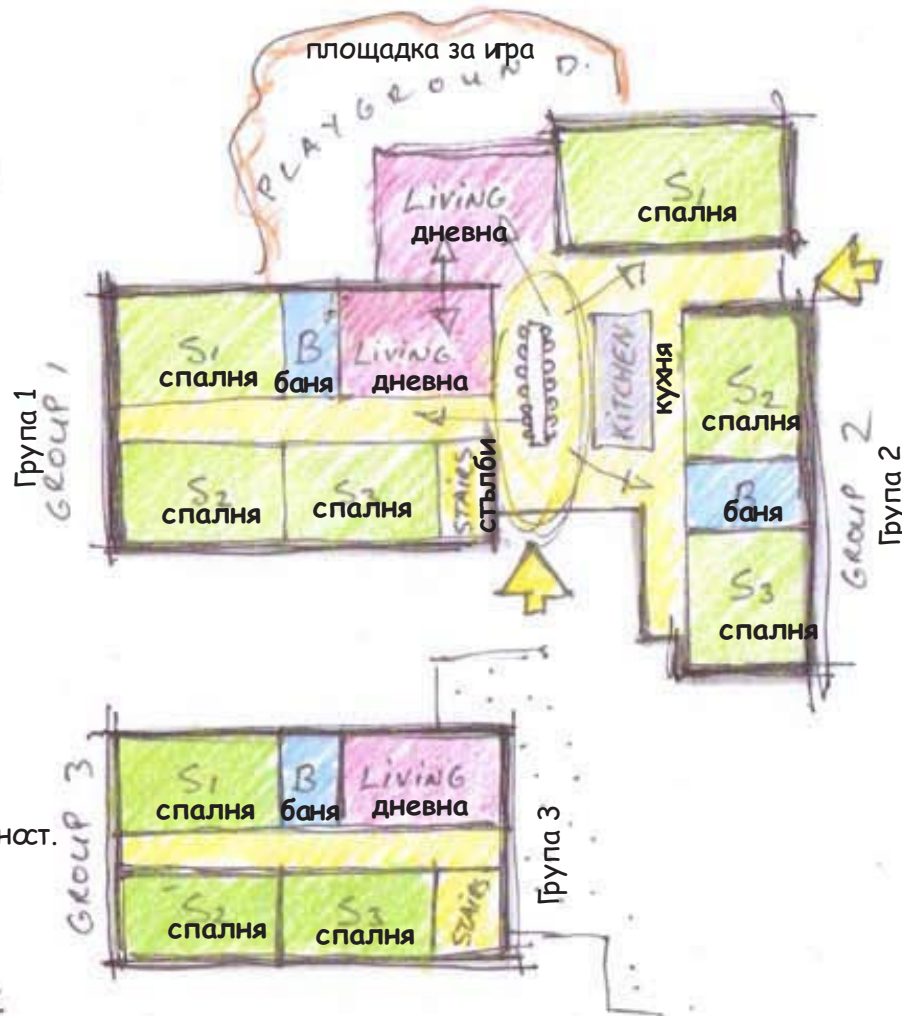 площадка за игра
PLAYGROUND.
S1
спалня
LIVING
дневна
S1
спалня
B
баня
LIVING
дневна
KITCHEN
кухня
S2
спалня
Група 1
GROUP 1
S2
спалня
S3
спалня
STAIRS
стълби
B
баня
GROUP 2
Група 2
S3
спалня
GROUP 3
S1
спалня
B
баня
LIVING
дневна
ност.
Група 3
S2
спалня
S3
спалня
STAIRS